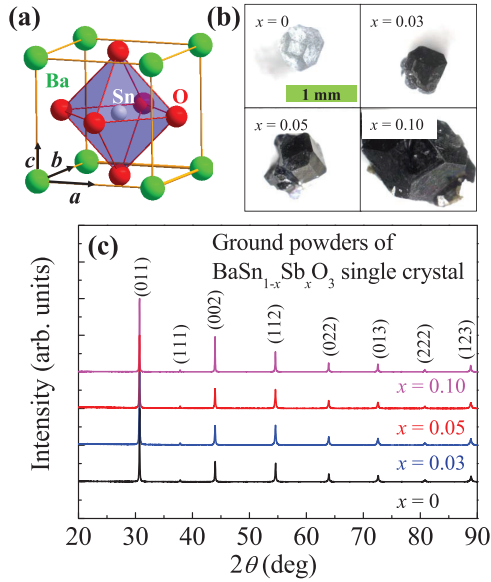 (a)
Ba
Sn
O
c
b
a
(b)
x = 0
x = 0.03
1 mm
x = 0.05
x = 0.10
(c)
Ground powders of
BaSn1-xSbxO3 single crystal
(011)
(111)
(002)
(112)
(022)
(013)
(222)
(123)
x = 0.10
x = 0.05
x = 0.03
x = 0
Intensity (arb. units)
20 30 40 50 60 70 80 90
2θ (deg)